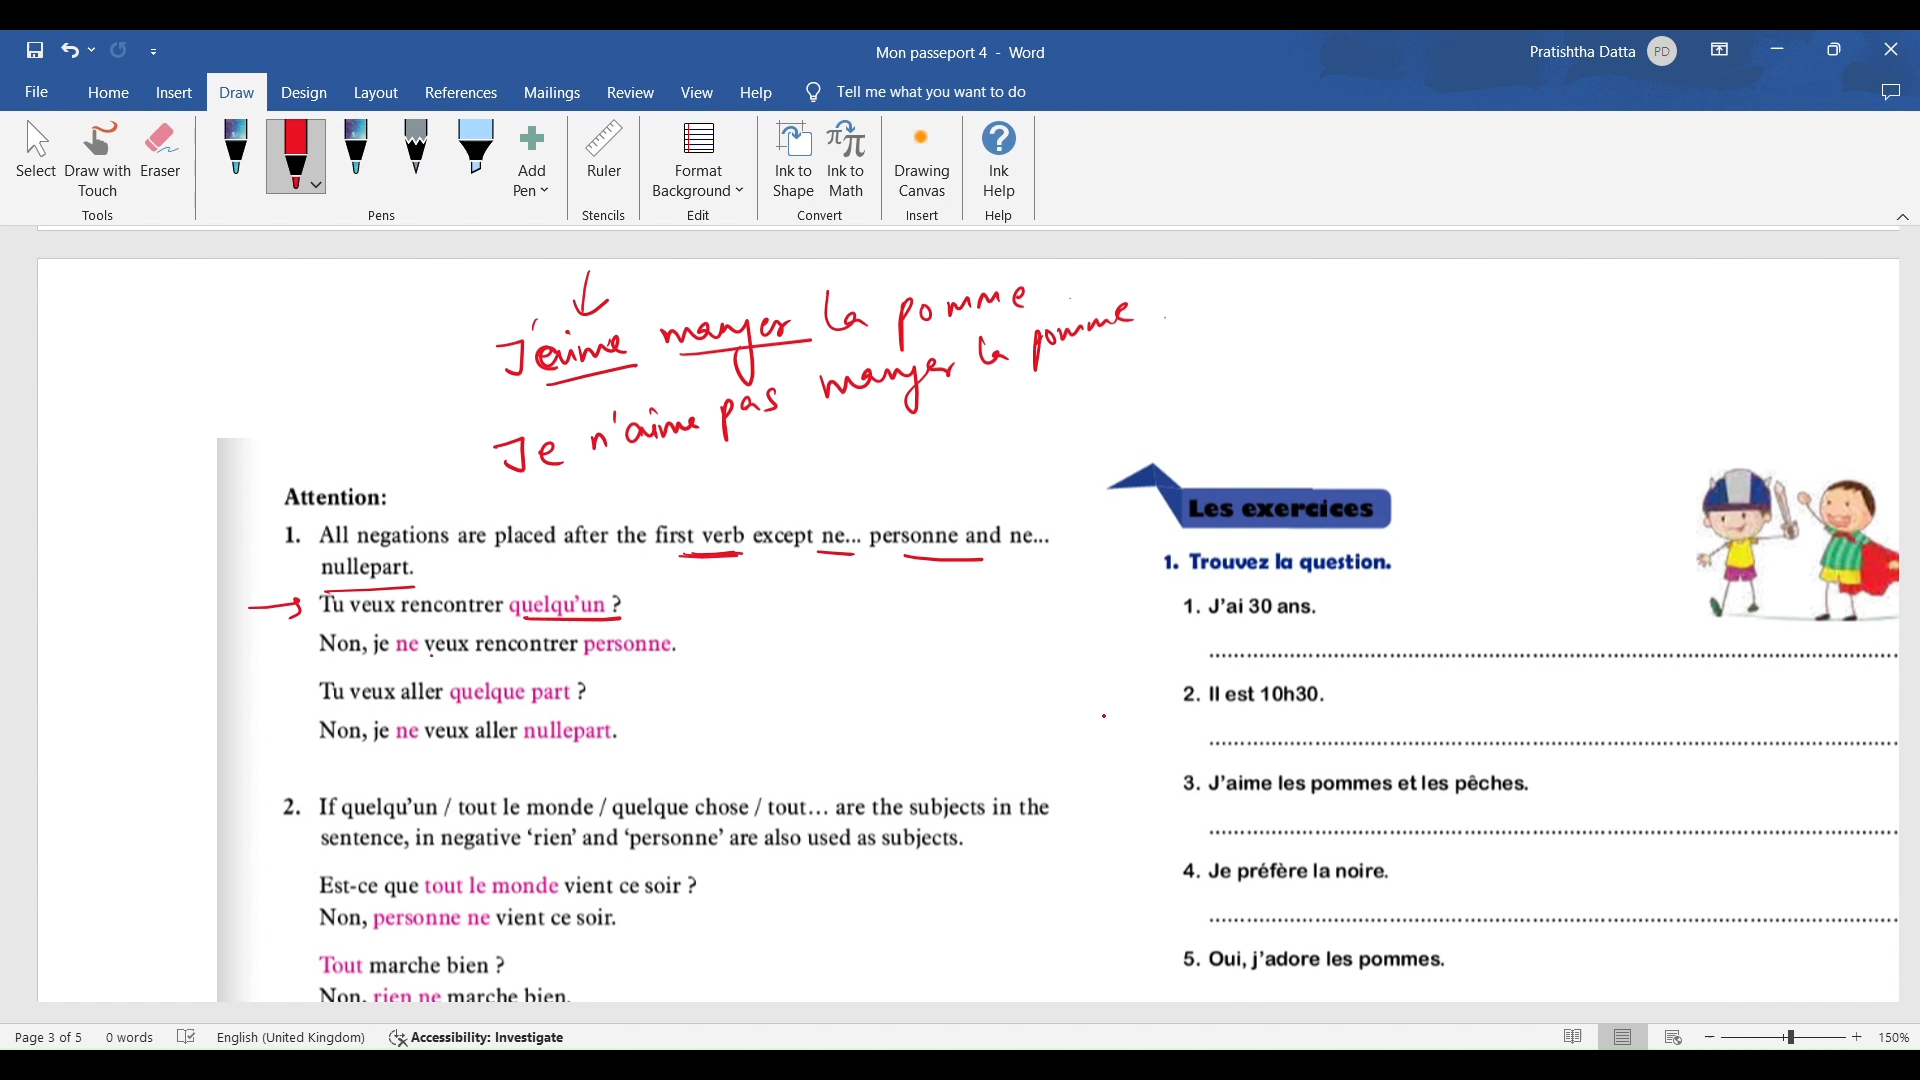 Mon passeport 4 - Word
Pratishtha Datta PD
File Home Insert Draw Design Layout References Mailings Review View Help Tell me what you want to do
Select Draw with Touch Eraser
Add Pen
Ruler
Format Background
Ink to Shape Ink to Math
Drawing Canvas
Ink Help
Tools Pens Stencils Edit Convert Insert Help
J'aime manger la pomme
Je n'aime pas manger la pomme
Attention:
1. All negations are placed after the first verb except ne... personne and ne...
nullepart.
Tu veux rencontrer quelqu'un ?
Non, je ne veux rencontrer personne.
Tu veux aller quelque part ?
Non, je ne veux aller nullepart.
2. If quelqu'un / tout le monde / quelque chose / tout... are the subjects in the
sentence, in negative 'rien' and 'personne' are also used as subjects.
Est-ce que tout le monde vient ce soir ?
Non, personne ne vient ce soir.
Tout marche bien ?
Non, rien ne marche bien.
Les exercices
1. Trouvez la question.
1. J'ai 30 ans.
2. Il est 10h30.
3. J'aime les pommes et les pêches.
4. Je préfère la noire.
5. Oui, j'adore les pommes.
Page 3 of 5 0 words English (United Kingdom) Accessibility: Investigate 150%